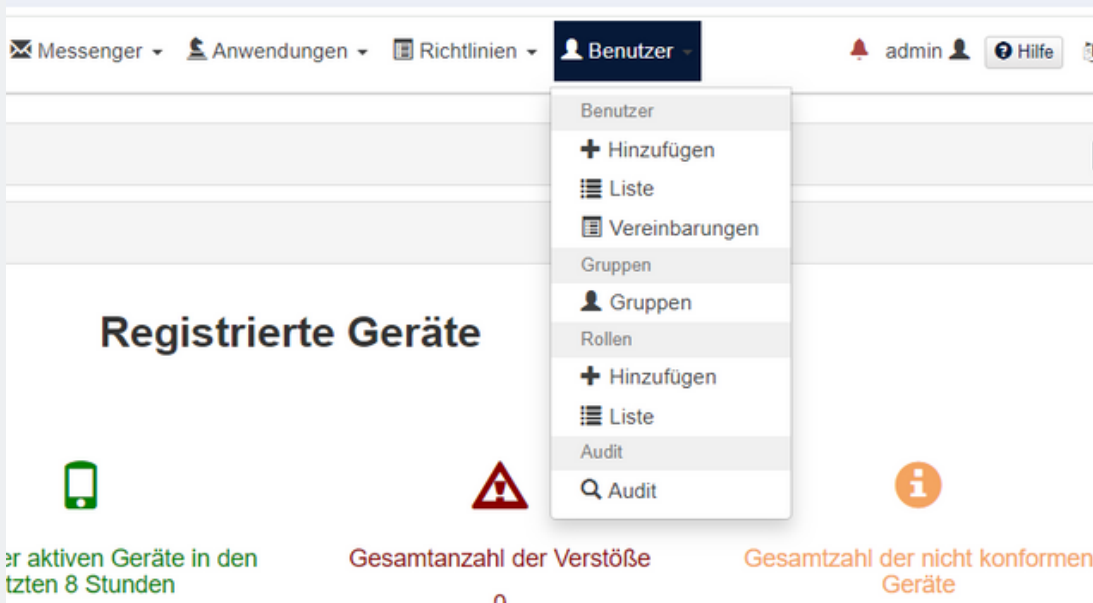 Messenger Anwendungen Richtlinien Benutzer admin Hilfe
Benutzer
Hinzufügen
Liste
Vereinbarungen
Gruppen
Gruppen
Rollen
Hinzufügen
Liste
Audit
Audit
Registrierte Geräte
er aktiven Geräte in den
tzten 8 Stunden
Gesamtanzahl der Verstöße
0
Gesamtzahl der nicht konformen
Geräte